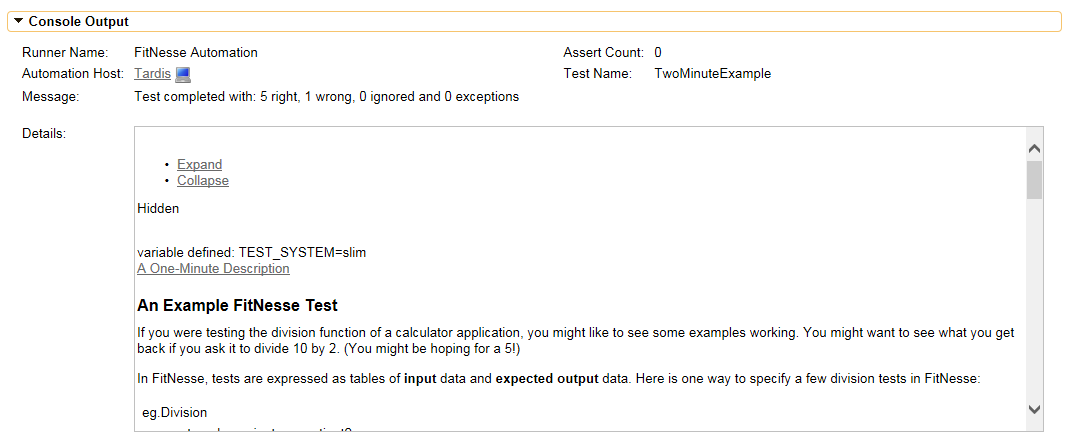 Console Output
Runner Name: FitNesse Automation Assert Count: 0
Automation Host: Tardis Test Name: TwoMinuteExample
Message: Test completed with: 5 right, 1 wrong, 0 ignored and 0 exceptions
Details:
• Expand
• Collapse
Hidden
variable defined: TEST_SYSTEM=slim
A One-Minute Description
An Example FitNesse Test
If you were testing the division function of a calculator application, you might like to see some examples working. You might want to see what you get
back if you ask it to divide 10 by 2. (You might be hoping for a 5!)
In FitNesse, tests are expressed as tables of input data and expected output data. Here is one way to specify a few division tests in FitNesse:
eg.Division